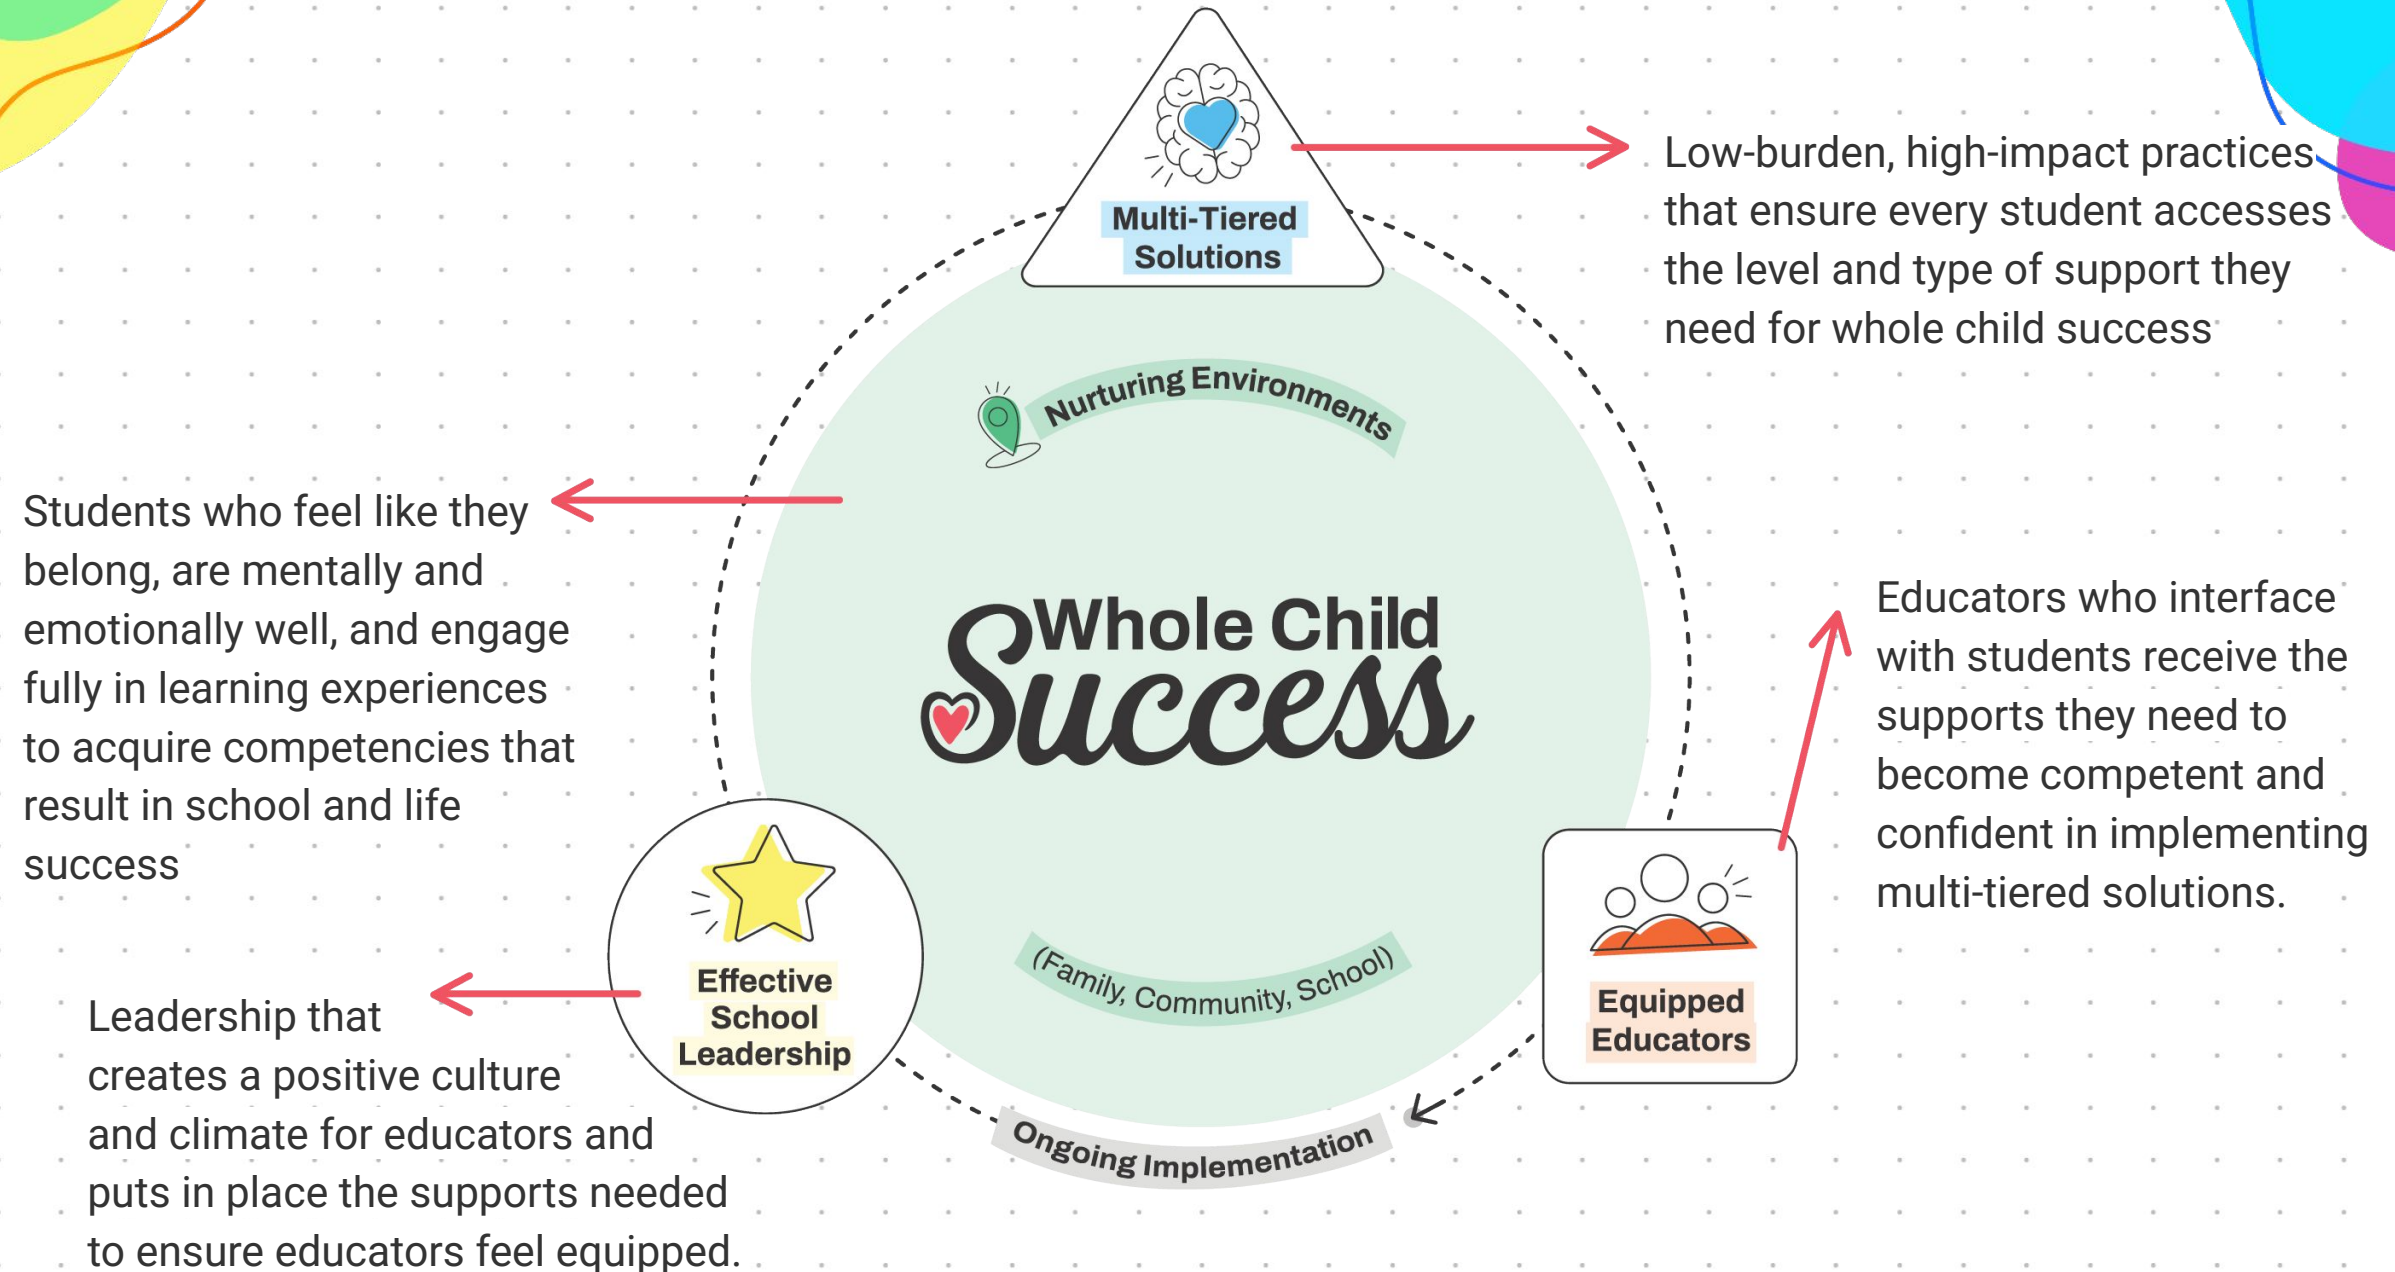 Multi-Tiered
Solutions
Low-burden, high-impact practices
that ensure every student accesses
the level and type of support they
need for whole child success
Nurturing Environments
Students who feel like they
belong, are mentally and
emotionally well, and engage
fully in learning experiences
to acquire competencies that
result in school and life
success
Whole Child
Success
Educators who interface
with students receive the
supports they need to
become competent and
confident in implementing
multi-tiered solutions.
Effective
School
Leadership
(Family, Community, School)
Equipped
Educators
Leadership that
creates a positive culture
and climate for educators and
puts in place the supports needed
to ensure educators feel equipped.
Ongoing Implementation